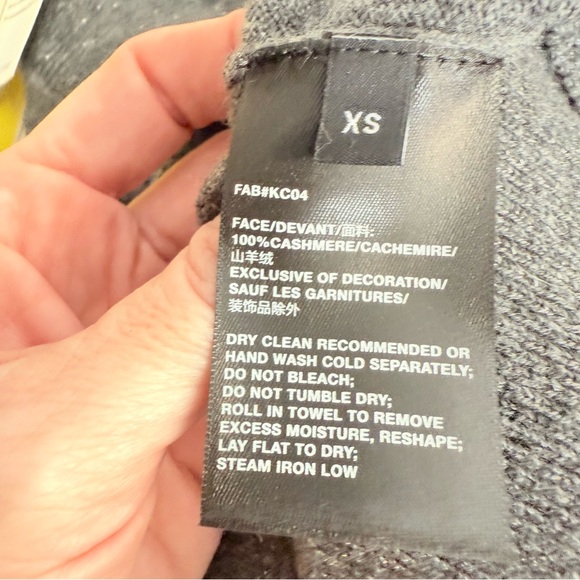 XS
FAB#KC04
FACE/DEVANT/面料:
100%CASHMERE/CACHEMIRE/
山羊绒
EXCLUSIVE OF DECORATION/
SAUF LES GARNITURES/
装饰品除外
DRY CLEAN RECOMMENDED OR
HAND WASH COLD SEPARATELY;
DO NOT BLEACH;
DO NOT TUMBLE DRY;
ROLL IN TOWEL TO REMOVE
EXCESS MOISTURE, RESHAPE;
LAY FLAT TO DRY;
STEAM IRON LOW